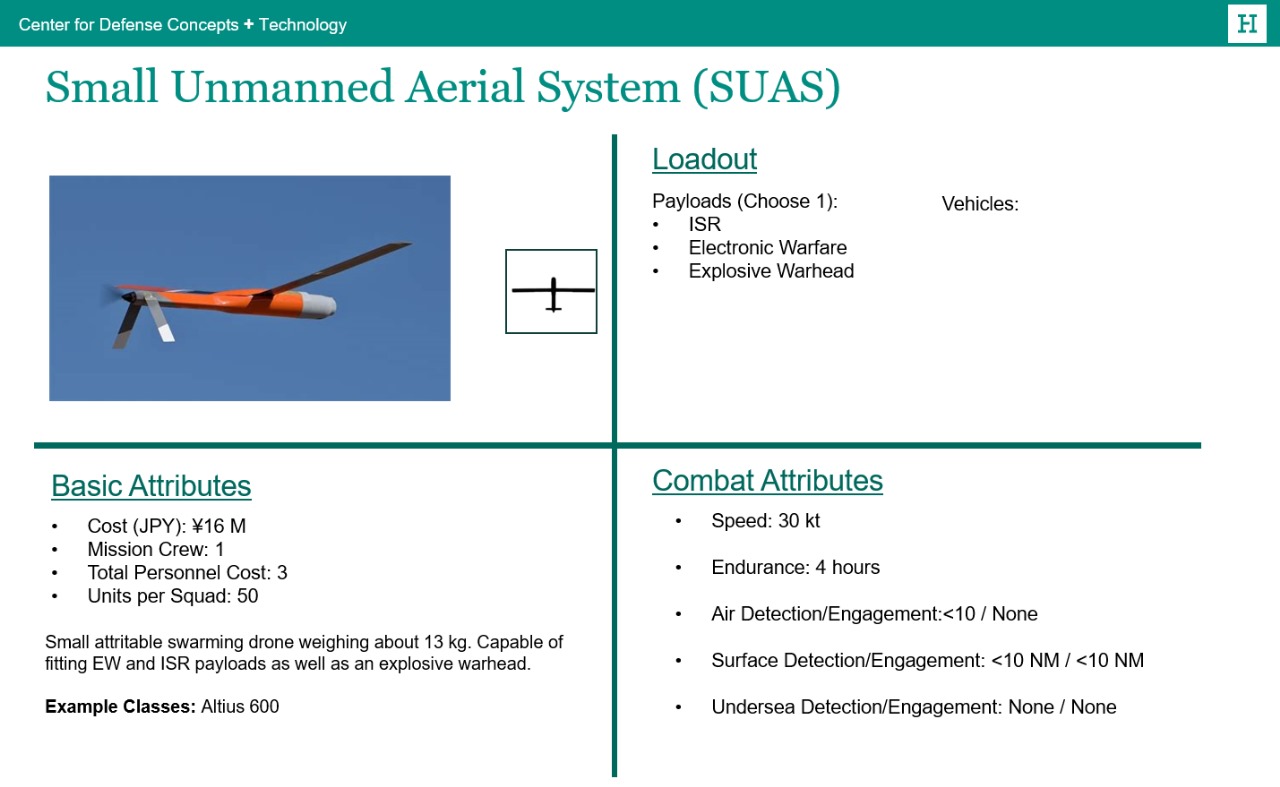 Center for Defense Concepts + Technology
H
Small Unmanned Aerial System (SUAS)
Loadout
Payloads (Choose 1):
• ISR
• Electronic Warfare
• Explosive Warhead
Vehicles:
Basic Attributes
• Cost (JPY): ¥16 M
• Mission Crew: 1
• Total Personnel Cost: 3
• Units per Squad: 50
Small attritable swarming drone weighing about 13 kg. Capable of
fitting EW and ISR payloads as well as an explosive warhead.
Example Classes: Altius 600
Combat Attributes
• Speed: 30 kt
• Endurance: 4 hours
• Air Detection/Engagement:<10 / None
• Surface Detection/Engagement: <10 NM / <10 NM
• Undersea Detection/Engagement: None / None